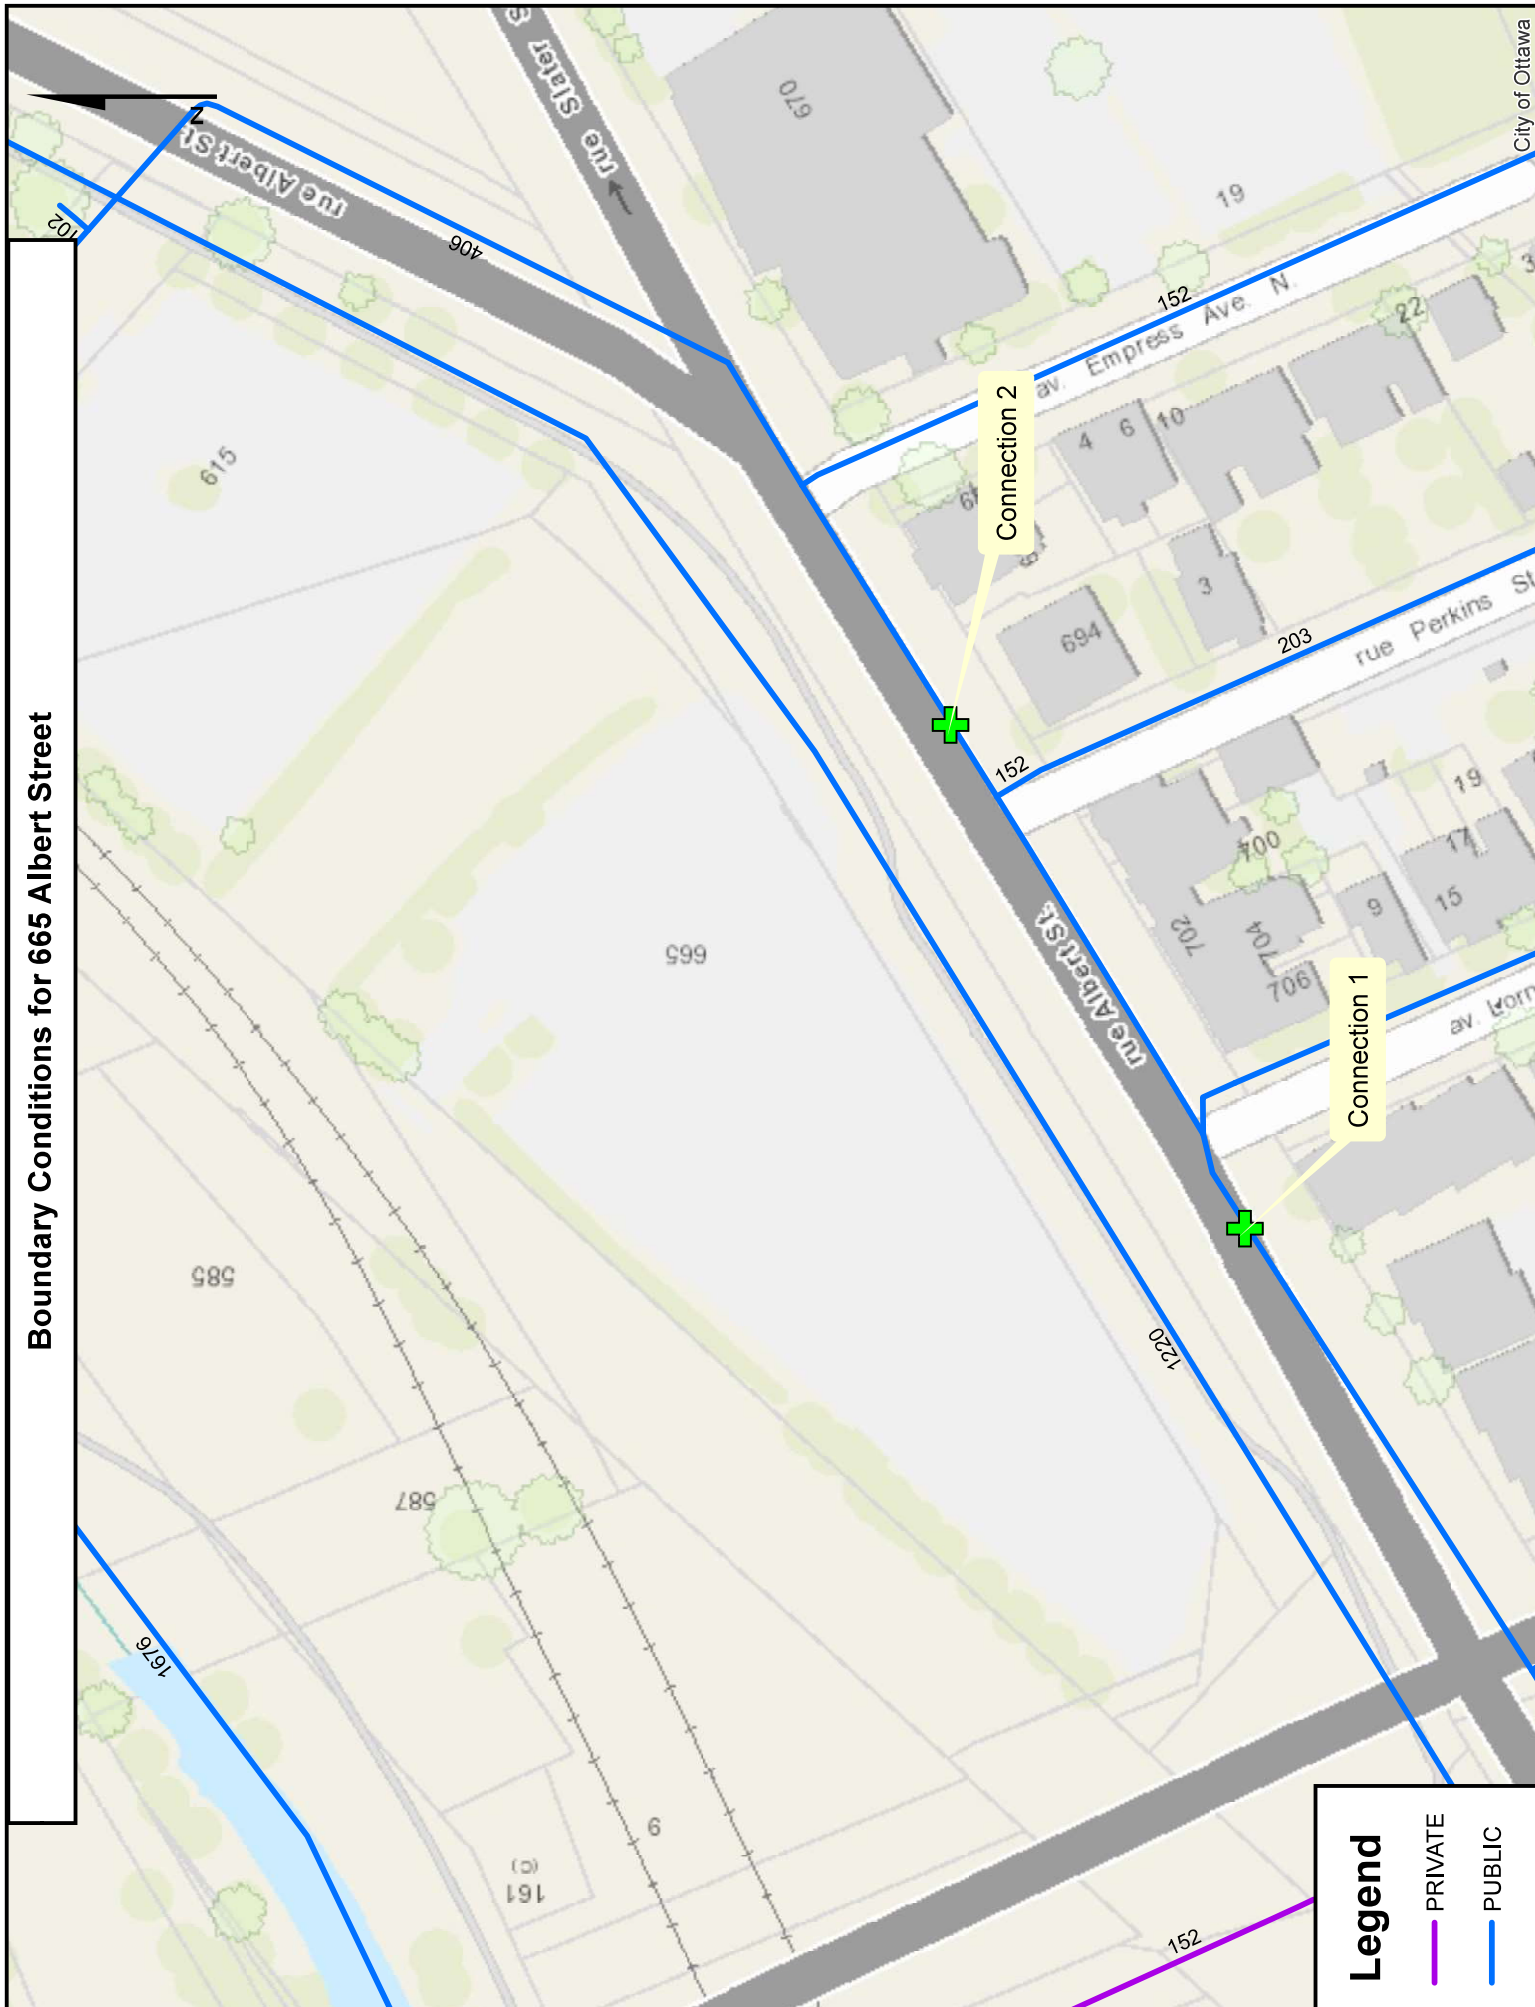 Boundary Conditions for 665 Albert Street
N
102
rue Albert St.
406
rue Slater
670
19
152
av. Empress Ave. N.
22
615
Connection 2
4
6
10
694
3
203
rue Perkins St
152
665
rue Albert St.
702
704
706
700
9
15
17
19
Connection 1
av.
585
587
1220
1676
9
161
(C)
152
Legend
PRIVATE
PUBLIC
City of Ottawa